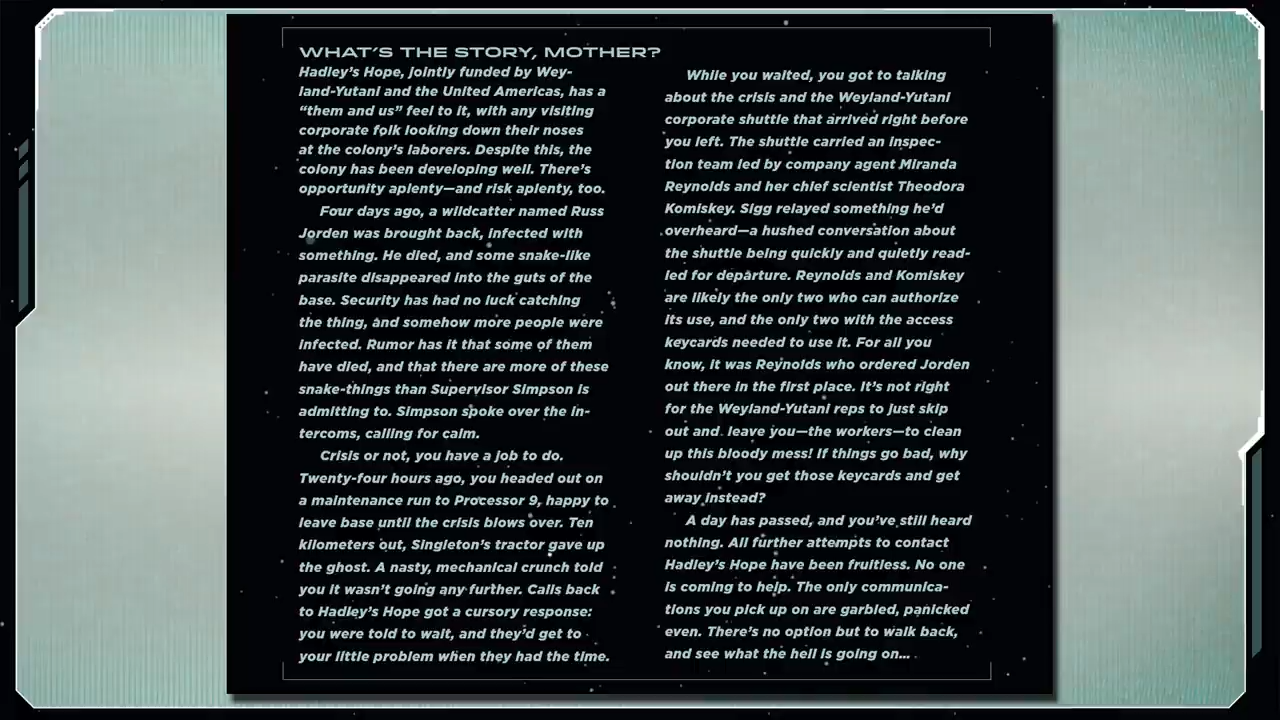 WHAT'S THE STORY, MOTHER?
Hadley's Hope, jointly funded by Wey-
land-Yutani and the United Americas, has a
“them and us” feel to it, with any visiting
corporate folk looking down their noses
at the colony's laborers. Despite this, the
colony has been developing well. There's
opportunity aplenty—and risk aplenty, too.
Four days ago, a wildcatter named Russ
Jorden was brought back, infected with
something. He died, and some snake-like
parasite disappeared into the guts of the
base. Security has had no luck catching
the thing, and somehow more people were
infected. Rumor has it that some of them
have died, and that there are more of these
snake-things than Supervisor Simpson is
admitting to. Simpson spoke over the in-
tercoms, calling for calm.
Crisis or not, you have a job to do.
Twenty-four hours ago, you headed out on
a maintenance run to Processor 9, happy to
leave base until the crisis blows over. Ten
kilometers out, Singleton's tractor gave up
the ghost. A nasty, mechanical crunch told
you it wasn't going any further. Calls back
to Hadley's Hope got a cursory response:
you were told to wait, and they'd get to
your little problem when they had the time.
While you waited, you got to talking
about the crisis and the Weyland-Yutani
corporate shuttle that arrived right before
you left. The shuttle carried an inspec-
tion team led by company agent Miranda
Reynolds and her chief scientist Theodora
Komiskey. Sigg relayed something he'd
overheard—a hushed conversation about
the shuttle being quickly and quietly read-
ied for departure. Reynolds and Komiskey
are likely the only two who can authorize
its use, and the only two with the access
keycards needed to use it. For all you
know, it was Reynolds who ordered Jorden
out there in the first place. It's not right
for the Weyland-Yutani reps to just skip
out and leave you—the workers—to clean
up this bloody mess! If things go bad, why
shouldn't you get those keycards and get
away instead?
A day has passed, and you've still heard
nothing. All further attempts to contact
Hadley's Hope have been fruitless. No one
is coming to help. The only communica-
tions you pick up on are garbled, panicked
even. There's no option but to walk back,
and see what the hell is going on...